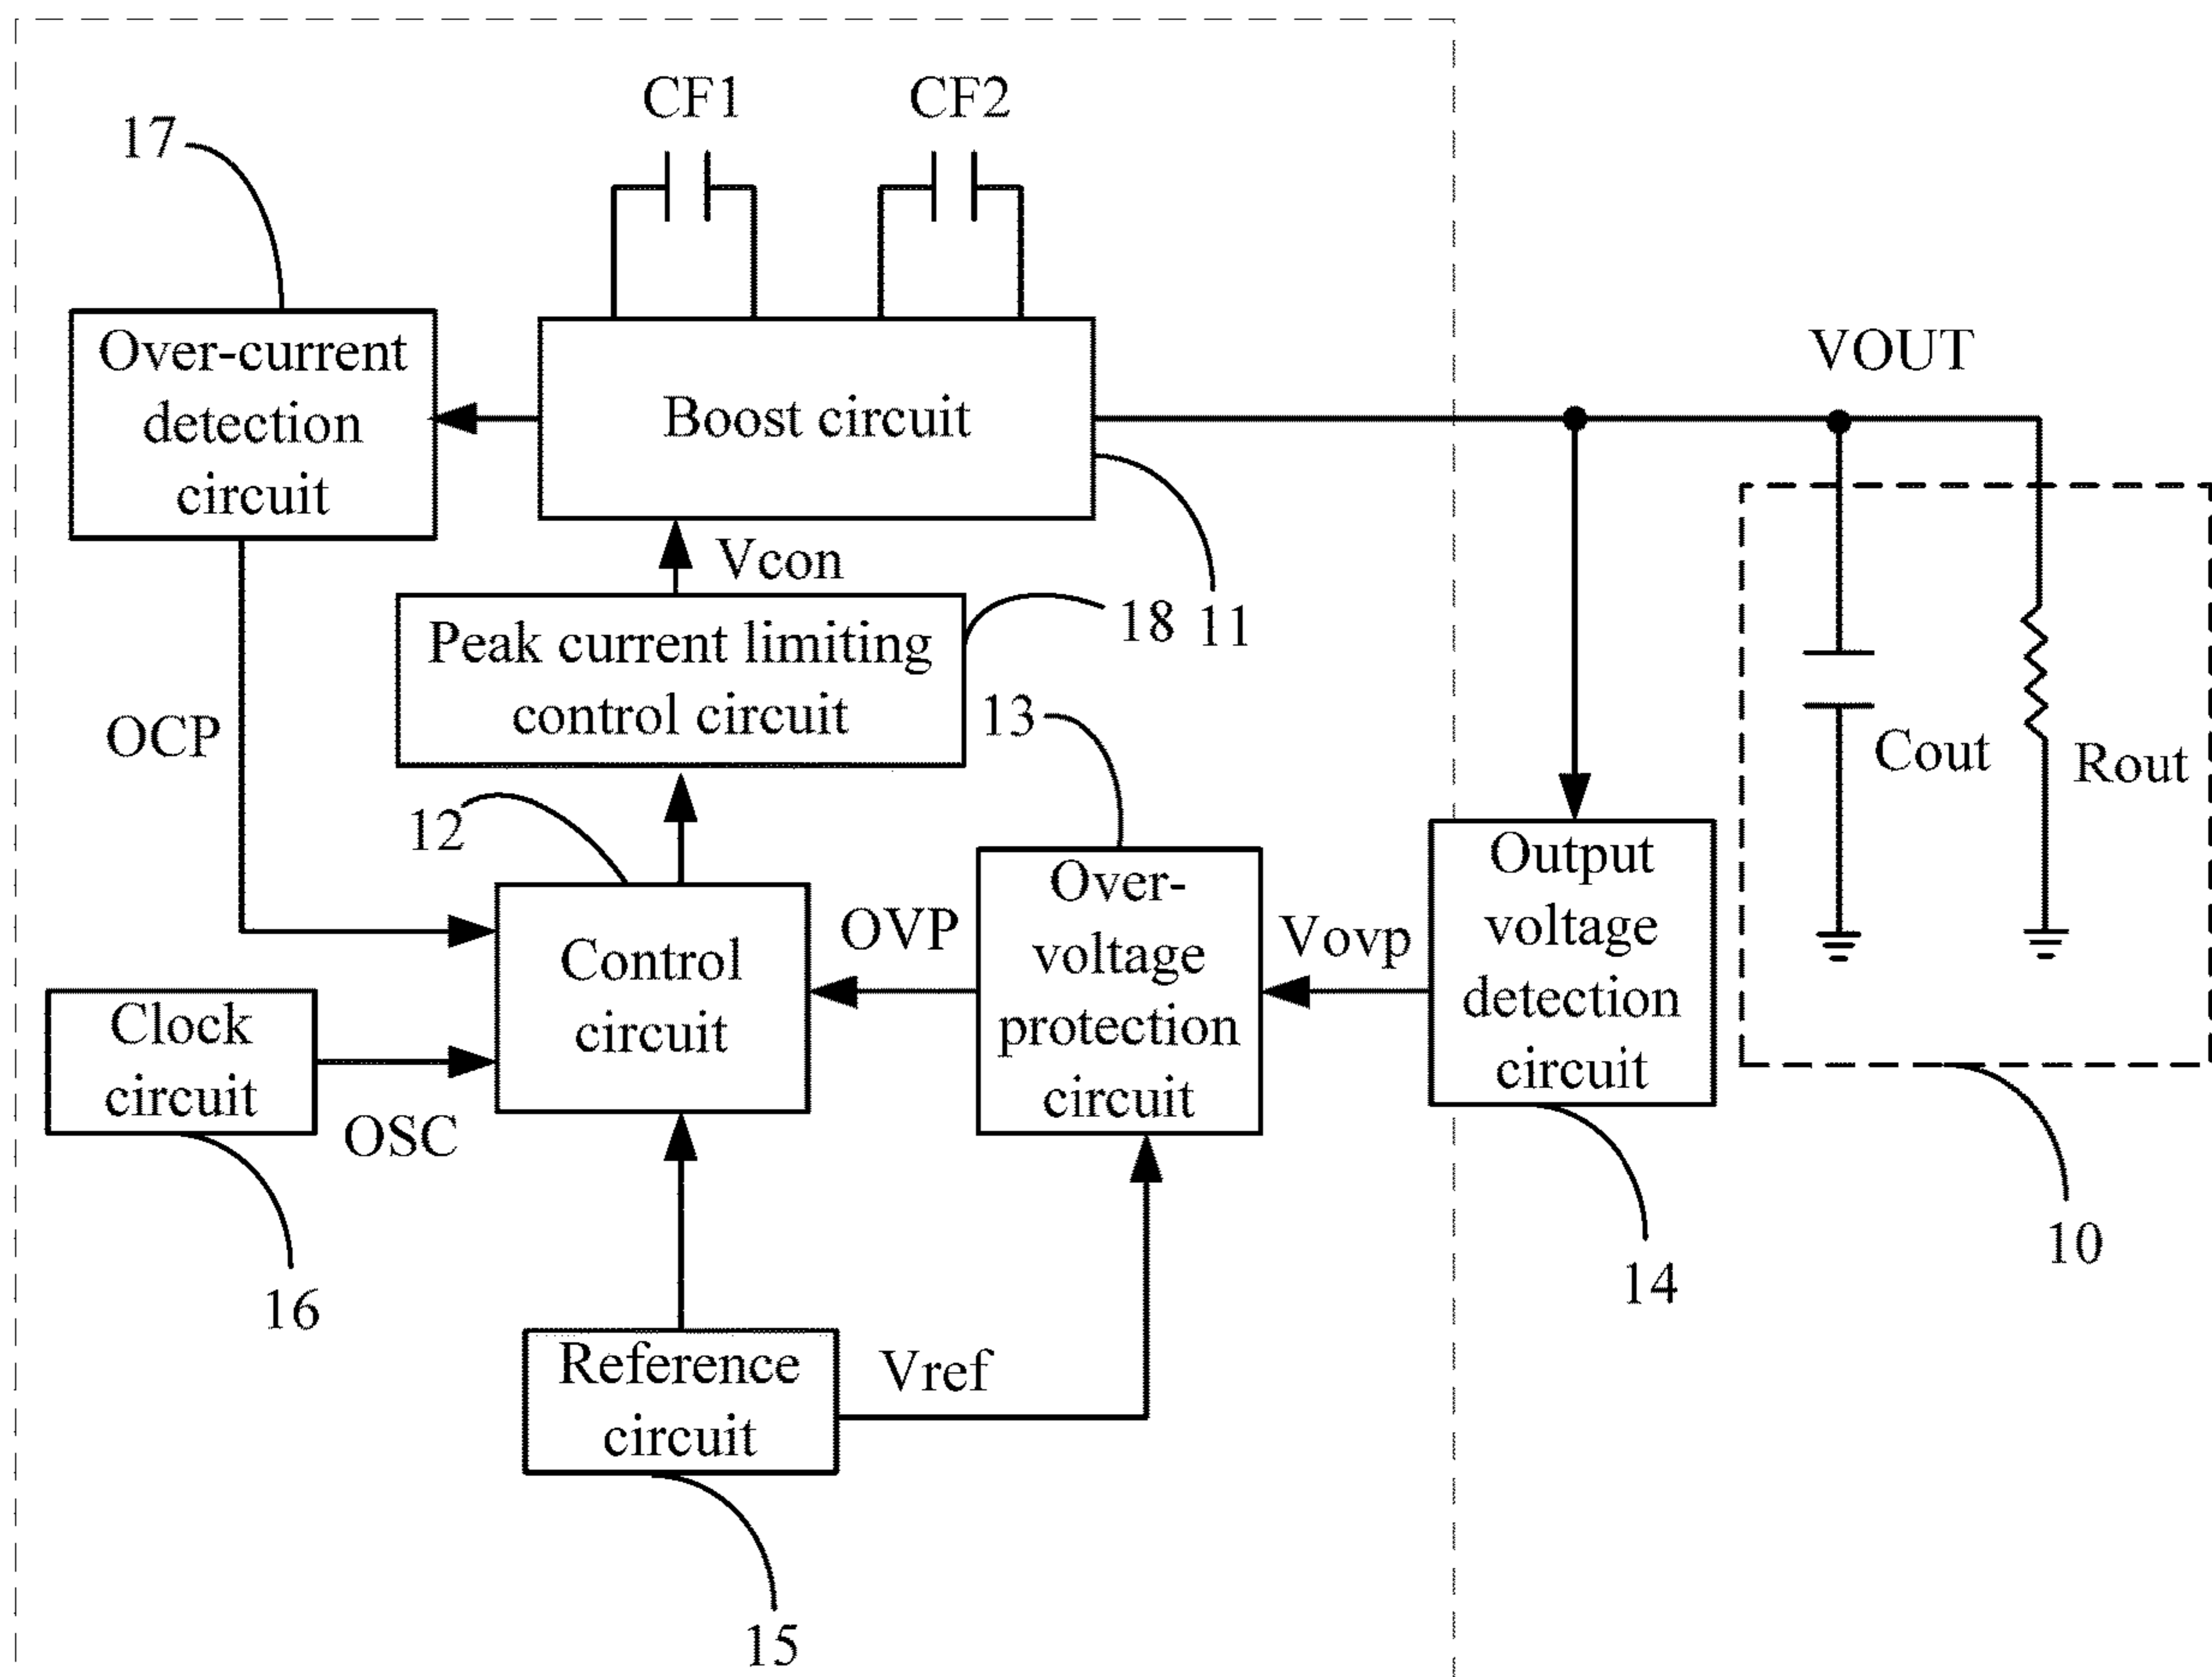 CF1
CF2
17
Over-current
detection
circuit
Boost circuit
VOUT
Vcon
18
11
Peak current limiting
control circuit
13
OCP
Cout
Rout
12
Output
voltage
detection
circuit
Over-
voltage
protection
circuit
OVP
Vovp
Control
circuit
Clock
circuit
OSC
10
14
16
Reference
circuit
Vref
15